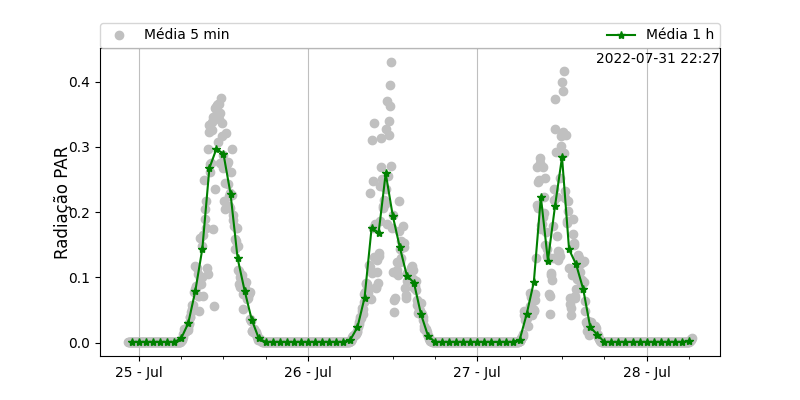 Média 5 min
Média 1 h
2022-07-31 22:27
Radiação PAR
0.4
0.3
0.2
0.1
0.0
25 - Jul
26 - Jul
27 - Jul
28 - Jul